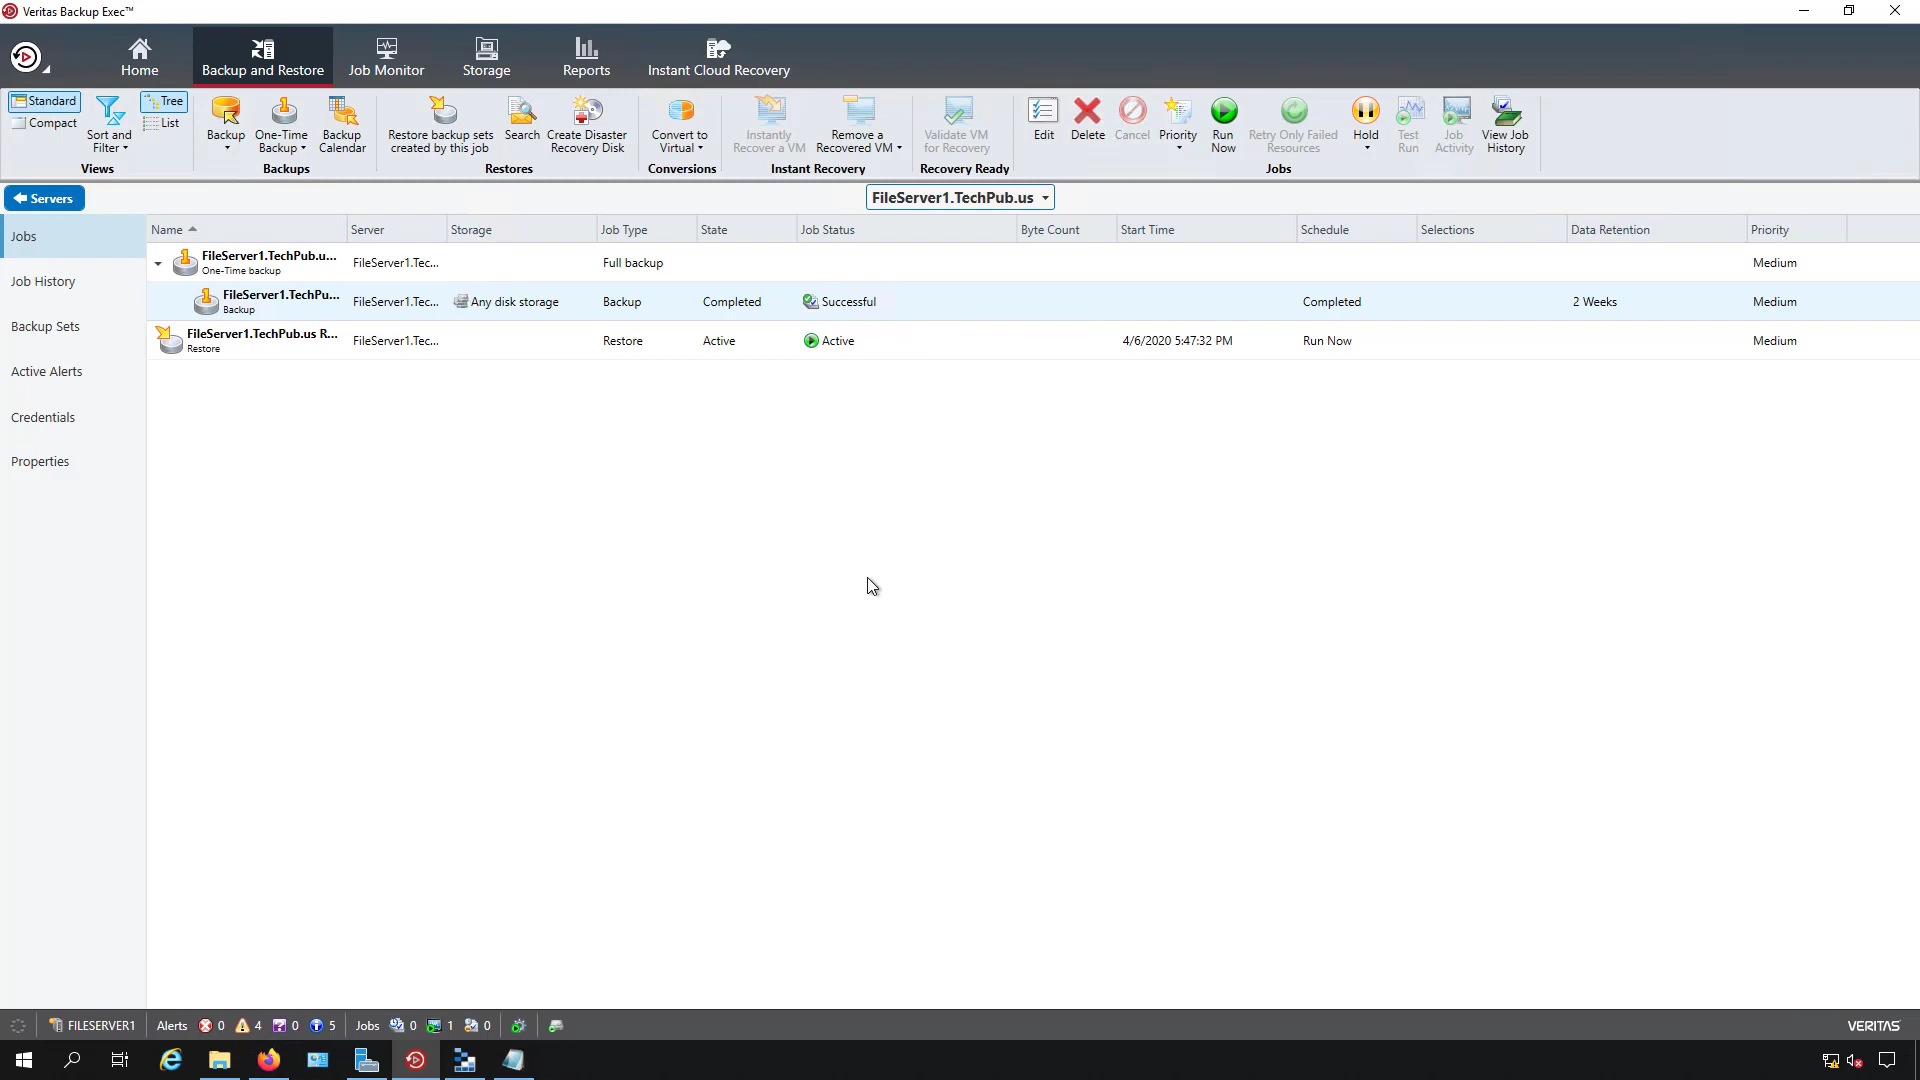 Veritas Backup Exec™
Home
Backup and Restore
Job Monitor
Storage
Reports
Instant Cloud Recovery
Standard
Compact
Sort and
Filter
Tree
List
Views
Backup
One-Time
Backup
Backup
Calendar
Backups
Restore backup sets
created by this job
Search
Create Disaster
Recovery Disk
Restores
Convert to
Virtual
Conversions
Instantly
Recover a VM
Remove a
Recovered VM
Instant Recovery
Validate VM
for Recovery
Recovery Ready
Edit
Delete
Cancel
Priority
Run
Now
Retry Only Failed
Resources
Hold
Test
Run
Job
Activity
View Job
History
Jobs
Servers
FileServer1.TechPub.us
Jobs
Job History
Backup Sets
Active Alerts
Credentials
Properties
Name Server Storage Job Type State Job Status Byte Count Start Time Schedule Selections Data Retention Priority
FileServer1.TechPub.u... FileServer1.Tec... Full backup Medium
One-Time backup
FileServer1.TechPu... FileServer1.Tec... Any disk storage Backup Completed Successful Completed 2 Weeks Medium
Backup
FileServer1.TechPub.us R... FileServer1.Tec... Restore Active Active 4/6/2020 5:47:32 PM Run Now Medium
Restore
FILESERVER1 Alerts 0 4 0 5 Jobs 0 1 0
VERITAS